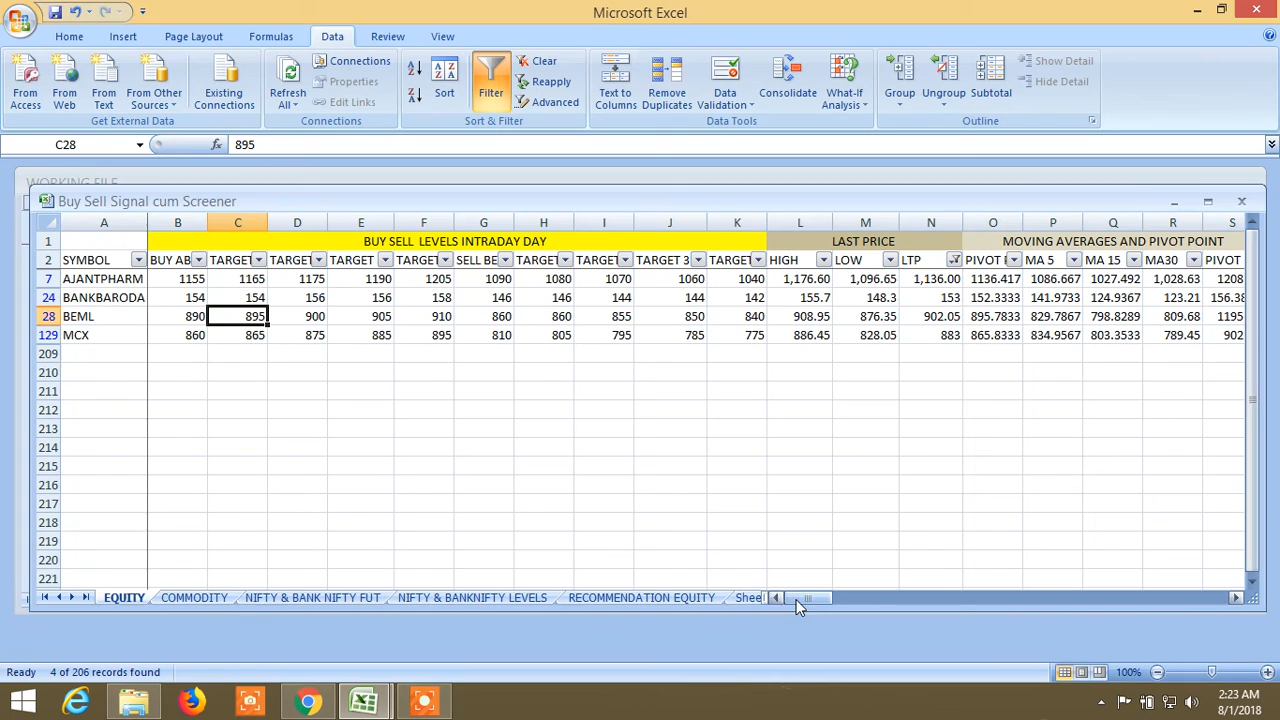 Microsoft Excel
Home Insert Page Layout Formulas Data Review View
From Access
From Web
From Text
From Other Sources
Existing Connections
Get External Data
Refresh All
Connections
Properties
Edit Links
Connections
Sort
Filter
Clear
Reapply
Advanced
Sort & Filter
Text to Columns
Remove Duplicates
Data Validation
Consolidate
What-If Analysis
Data Tools
Group
Ungroup
Subtotal
Show Detail
Hide Detail
Outline
C28 fx 895
WORKING FILE
Buy Sell Signal cum Screener
A B C D E F G H I J K L M N O P Q R S
1 BUY SELL LEVELS INTRADAY DAY LAST PRICE MOVING AVERAGES AND PIVOT POINT
2 SYMBOL BUY AB TARGET TARGET TARGET TARGET SELL BE TARGET TARGET TARGET 3 TARGET HIGH LOW LTP PIVOT P MA 5 MA 15 MA30 PIVOT
7 AJANTPHARM 1155 1165 1175 1190 1205 1090 1080 1070 1060 1040 1,176.60 1,096.65 1,136.00 1136.417 1086.667 1027.492 1,028.63 1208
24 BANKBARODA 154 154 156 156 158 146 146 144 144 142 155.7 148.3 153 152.3333 141.9733 124.9367 123.21 156.38
28 BEML 890 895 900 905 910 860 860 855 850 840 908.95 876.35 902.05 895.7833 829.7867 798.8289 809.68 1195
129 MCX 860 865 875 885 895 810 805 795 785 775 886.45 828.05 883 865.8333 834.9567 803.3533 789.45 902
209
210
211
212
213
214
215
216
217
218
219
220
221
EQUITY COMMODITY NIFTY & BANK NIFTY FUT NIFTY & BANKNIFTY LEVELS RECOMMENDATION EQUITY Shee
Ready 4 of 206 records found 100%
2:23 AM
8/1/2018